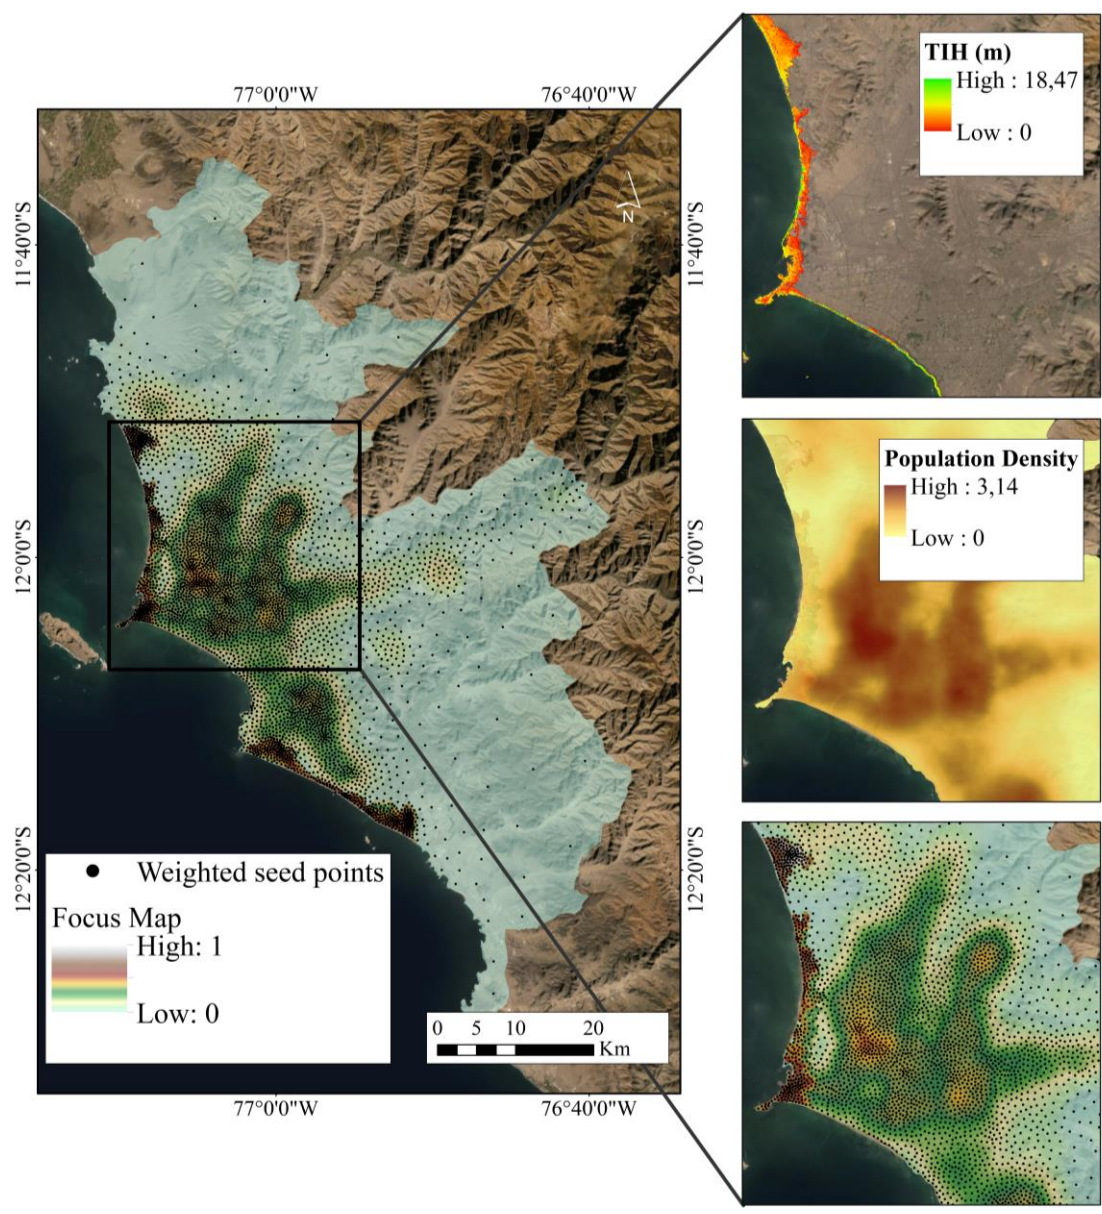 77°0'0"W
76°40'0"W
11°40'0"S
12°0'0"S
12°20'0"S
N
11°40'0"S
12°0'0"S
12°20'0"S
Weighted seed points
Focus Map
High: 1
Low: 0
0 5 10 20
Km
77°0'0"W
76°40'0"W
TIH (m)
High : 18,47
Low : 0
Population Density
High : 3,14
Low : 0